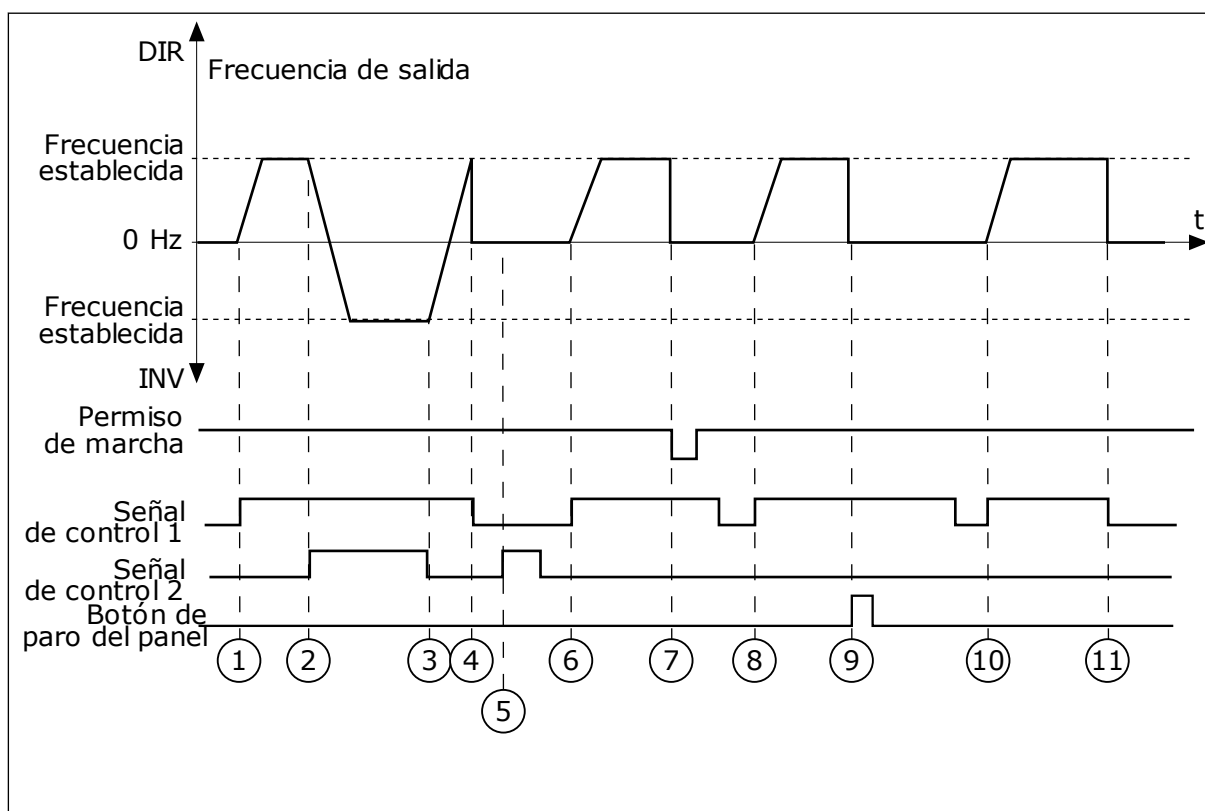 DIR
Frecuencia de salida
Frecuencia
establecida
0 Hz
t
Frecuencia
establecida
INV
Permiso
de marcha
Señal
de control 1
Señal
de control 2
Botón de
paro del panel
1 2 3 4 6 7 8 9 10 11
5